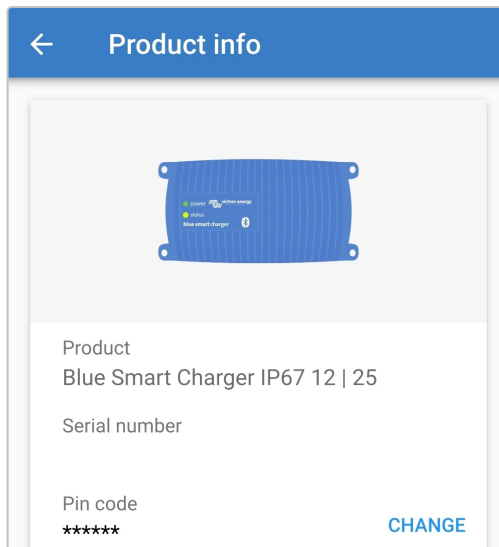 ← Product info
power victron energy
status
blue smart charger
Product
Blue Smart Charger IP67 12 | 25
Serial number
Pin code
******
CHANGE